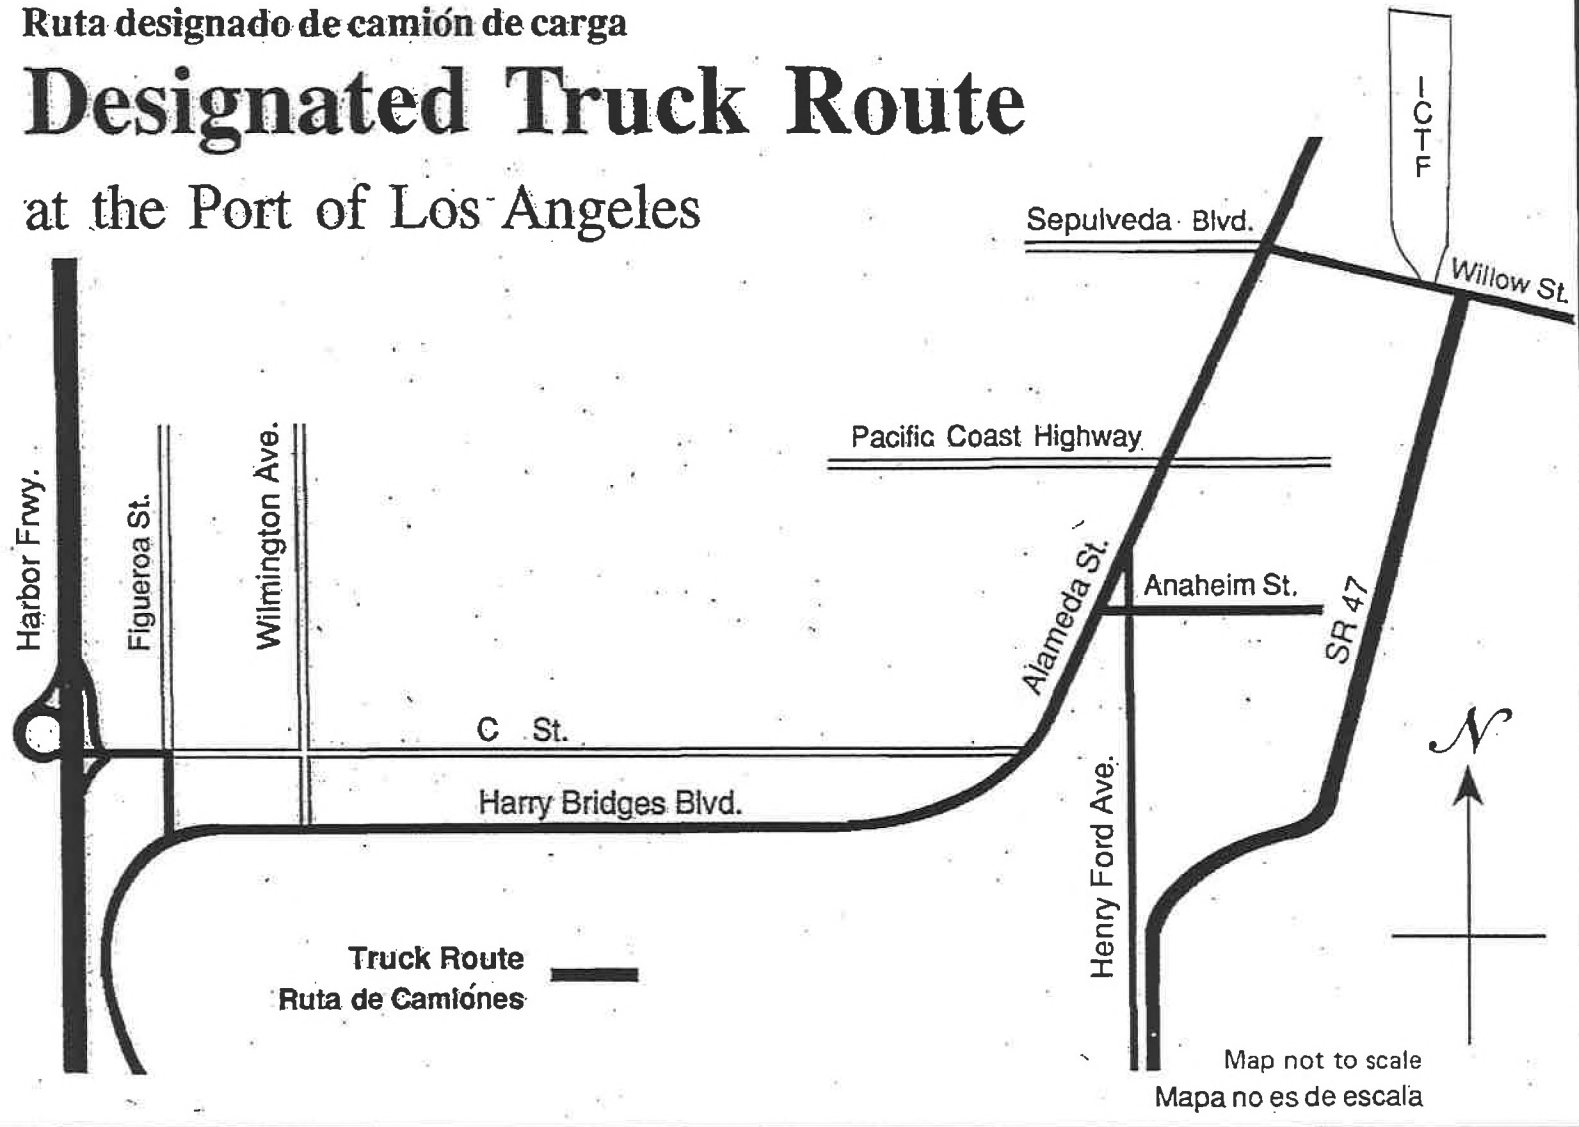 Ruta designado de camión de carga
Designated Truck Route
at the Port of Los Angeles
ICTF
Sepulveda Blvd.
Willow St.
Pacific Coast Highway
Harbor Frwy.
Figueroa St.
Wilmington Ave.
Alameda St.
Anaheim St.
SR 47
C St.
Harry Bridges Blvd.
Henry Ford Ave.
N
Truck Route
Ruta de Camiónes
Map not to scale
Mapa no es de escala